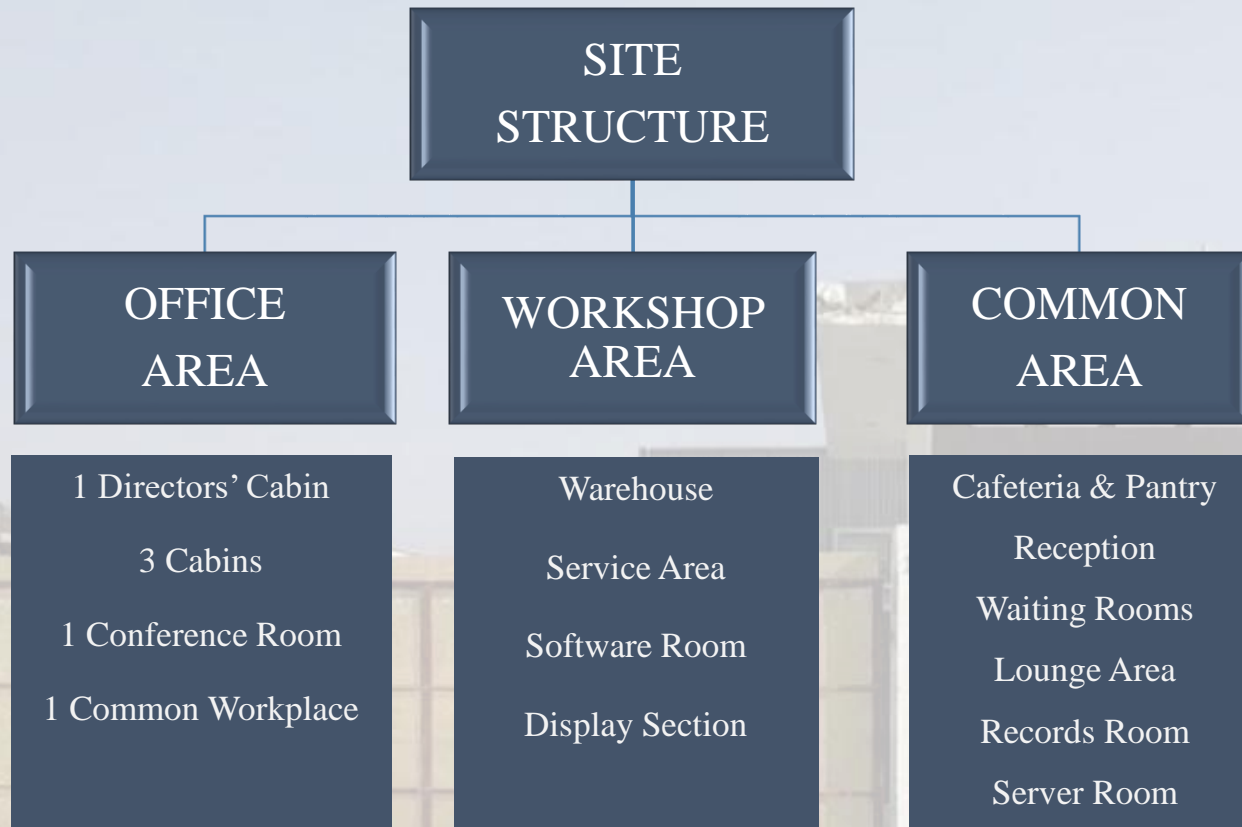 SITE
STRUCTURE
OFFICE
AREA
1 Directors’ Cabin
3 Cabins
1 Conference Room
1 Common Workplace
WORKSHOP
AREA
Warehouse
Service Area
Software Room
Display Section
COMMON
AREA
Cafeteria & Pantry
Reception
Waiting Rooms
Lounge Area
Records Room
Server Room